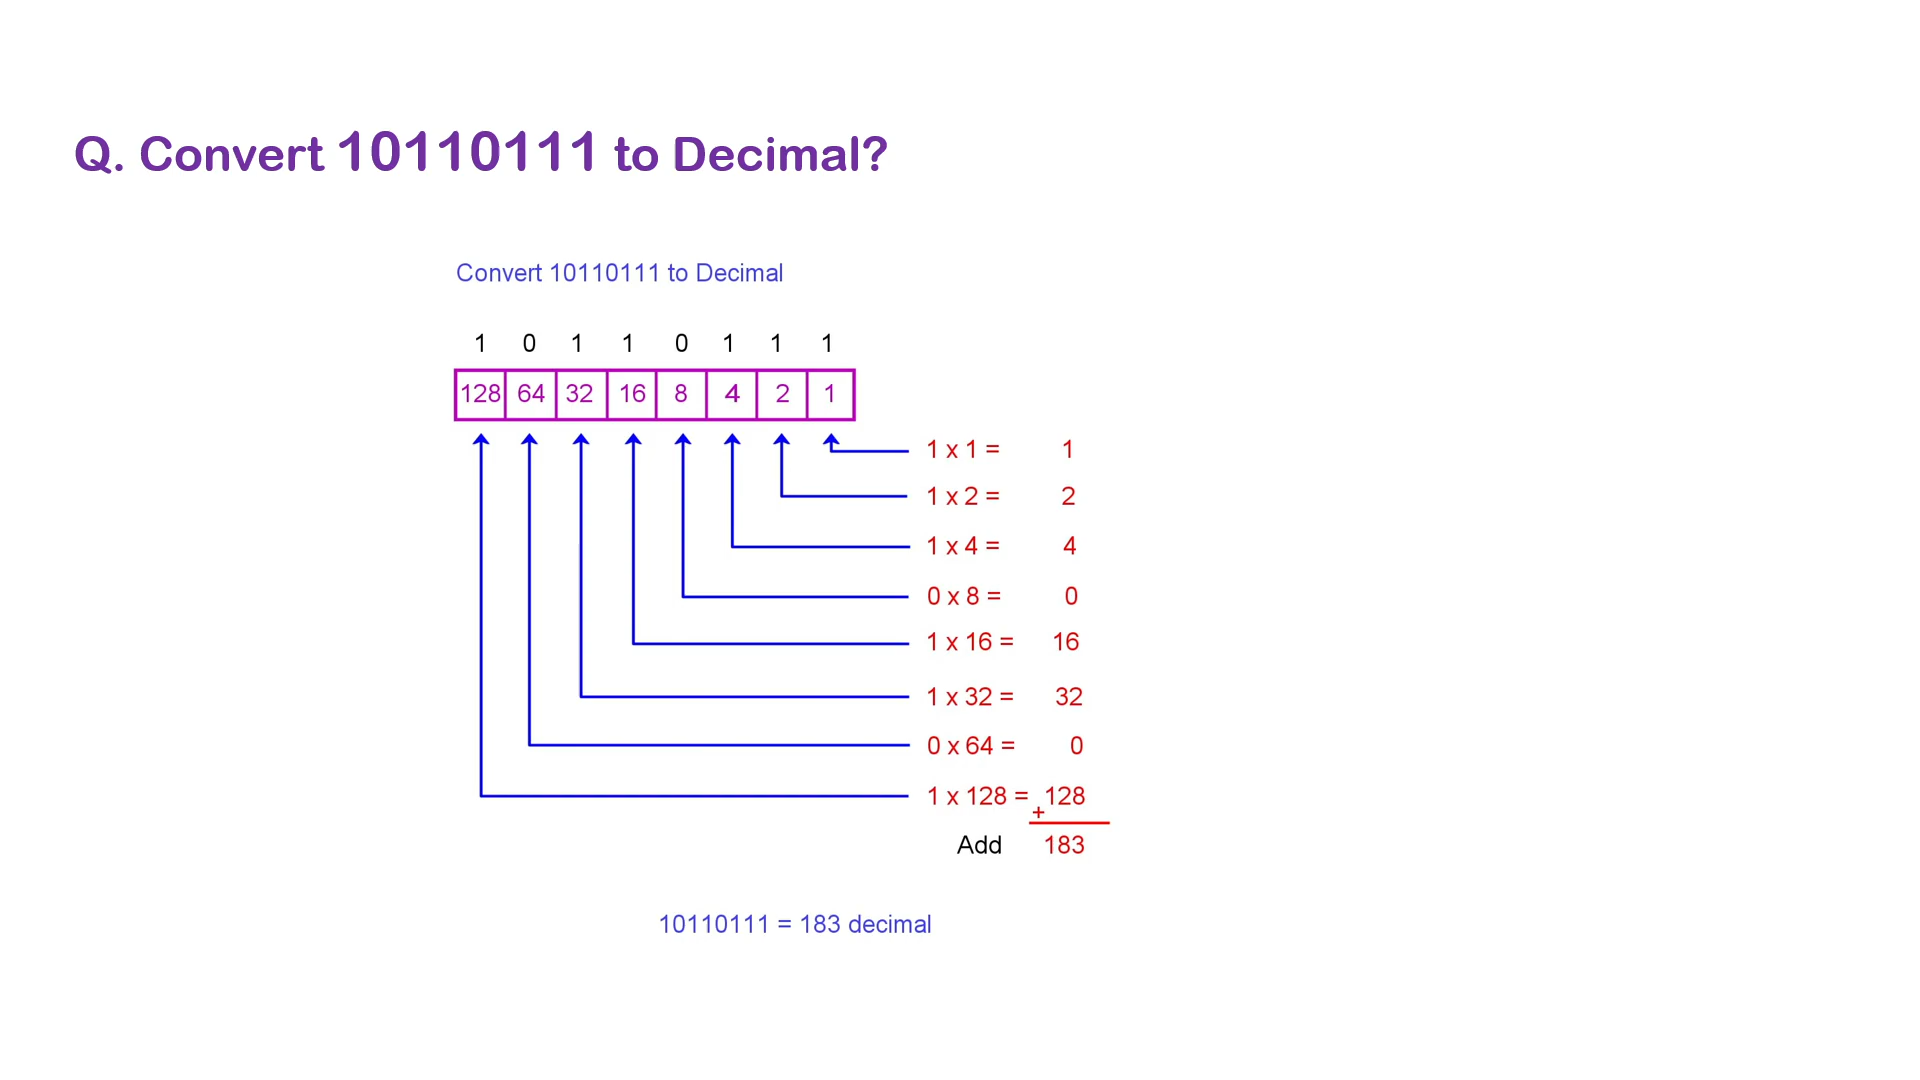 Q. Convert 10110111 to Decimal?
Convert 10110111 to Decimal
1 0 1 1 0 1 1 1
128 64 32 16 8 4 2 1
1 x 1 = 1
1 x 2 = 2
1 x 4 = 4
0 x 8 = 0
1 x 16 = 16
1 x 32 = 32
0 x 64 = 0
1 x 128 = 128
+
Add 183
10110111 = 183 decimal